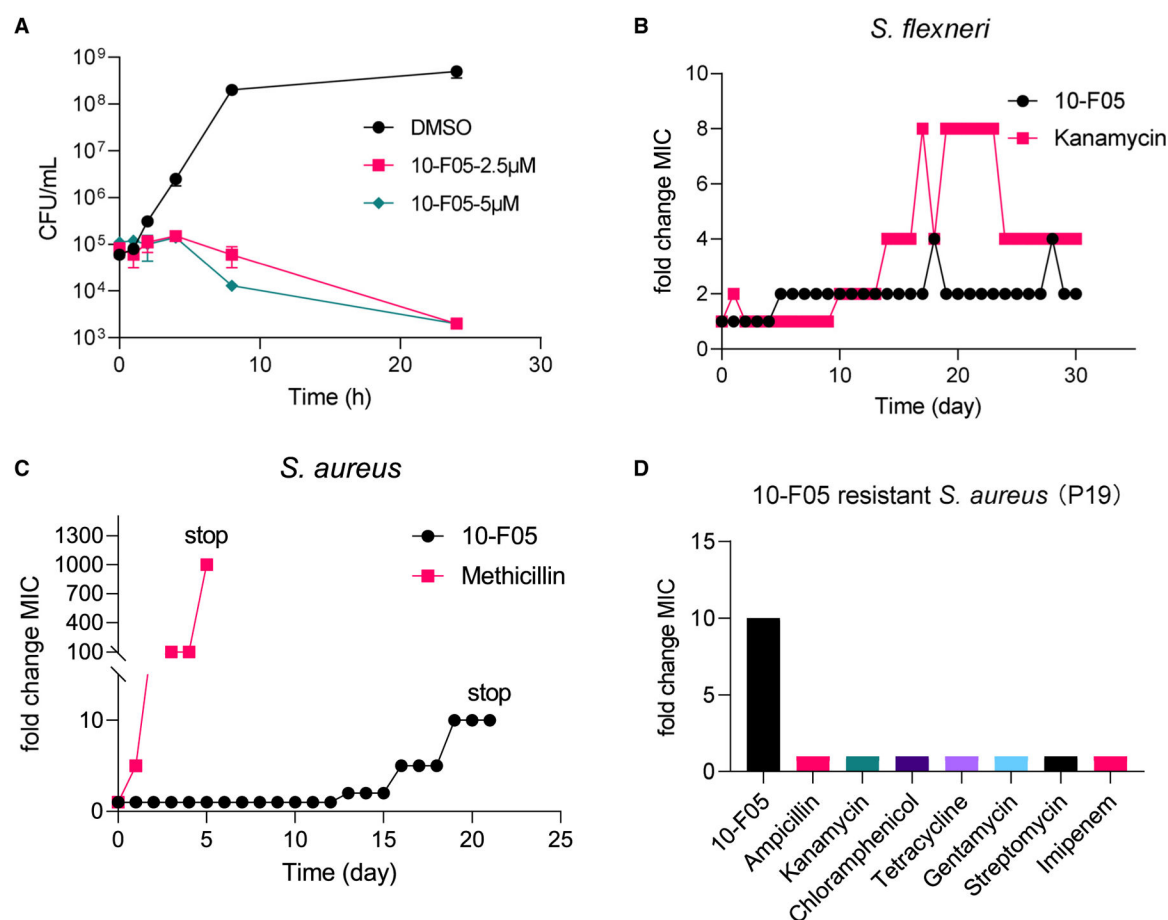 A
10⁹
10⁸
10⁷
10⁶
10⁵
10⁴
10³
CFU/mL
0 10 20 30
Time (h)
DMSO
10-F05-2.5μM
10-F05-5μM
B
S. flexneri
10
8
6
4
2
0
fold change MIC
0 10 20 30
Time (day)
10-F05
Kanamycin
C
S. aureus
1300
1000
700
400
100
10
0
fold change MIC
stop
stop
0 5 10 15 20 25
Time (day)
10-F05
Methicillin
D
10-F05 resistant S. aureus (P19)
15
10
5
0
fold change MIC
10-F05
Ampicillin
Kanamycin
Chloramphenicol
Tetracycline
Gentamycin
Streptomycin
Imipenem